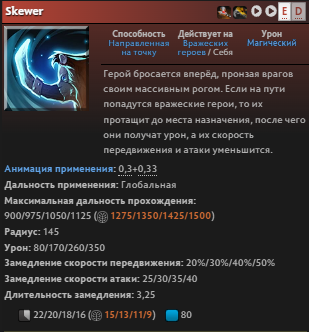 Skewer
E D
Способность Действует на Урон
Направленная Вражеских Магический
на точку героев / Себя
Герой бросается вперёд, пронзая врагов
своим массивным рогом. Если на пути
попадутся вражеские герои, то их
протащит до места назначения, после чего
они получат урон, а их скорость
передвижения и атаки уменьшится.
Анимация применения: 0,3+0,33
Дальность применения: Глобальная
Максимальная дальность прохождения:
900/975/1050/1125 ( 1275/1350/1425/1500)
Радиус: 145
Урон: 80/170/260/350
Замедление скорости передвижения: 20%/30%/40%/50%
Замедление скорости атаки: 25/30/35/40
Длительность замедления: 3,25
22/20/18/16 ( 15/13/11/9) 80